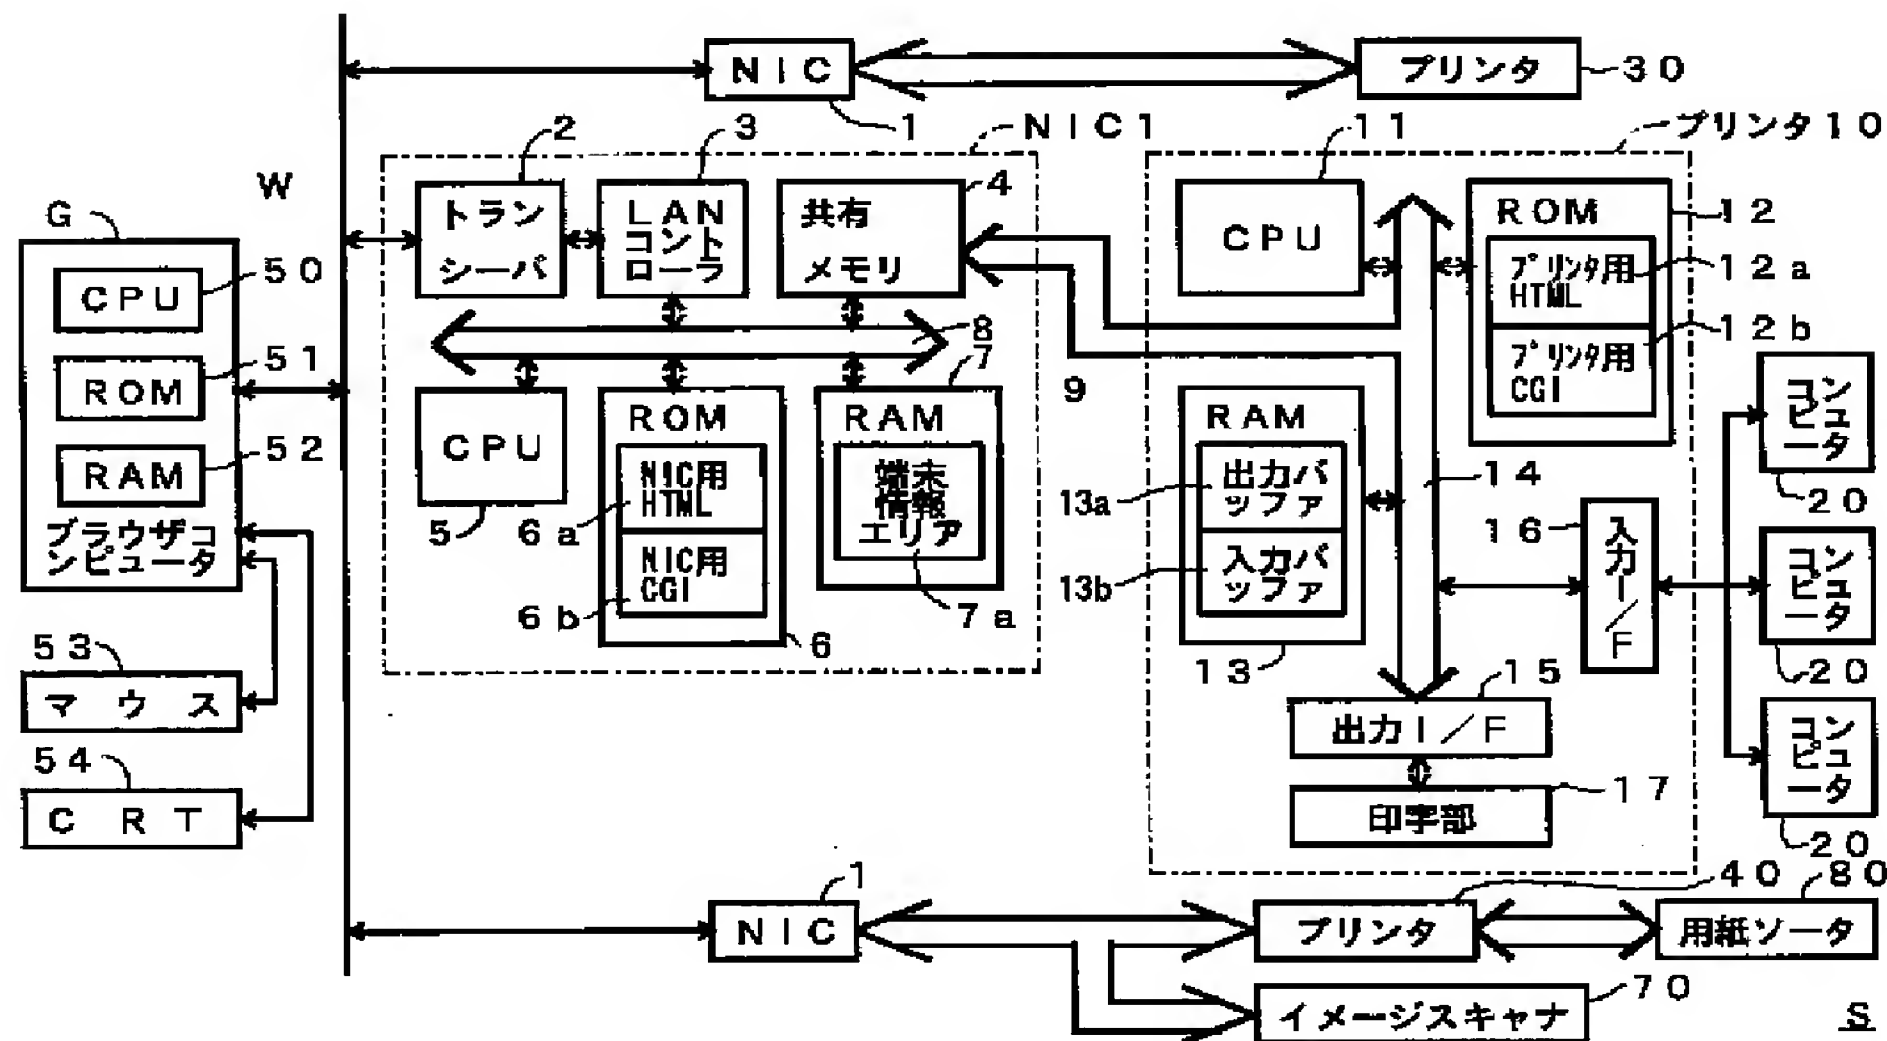 NIC
プリンタ
30
1
NIC1
プリンタ10
W
G
CPU
50
ROM
51
RAM
52
ブラウザコ
ンピュータ
53
マウス
54
CRT
2
トラン
シーバ
3
LAN
コント
ローラ
4
共有
メモリ
8
CPU
5
ROM
NIC用
HTML
6a
NIC用
CGI
6b
6
7
RAM
端末
情報
エリア
7a
9
11
CPU
ROM
12
プリンタ用
HTML
12a
プリンタ用
CGI
12b
RAM
出力バ
ッファ
13a
入力バ
ッファ
13b
13
14
16
入力I/F
15
出力I/F
17
印字部
コン
ピュ
ータ
20
コン
ピュ
ータ
20
コン
ピュ
ータ
20
1
NIC
40
プリンタ
80
用紙ソータ
70
イメージスキャナ
S